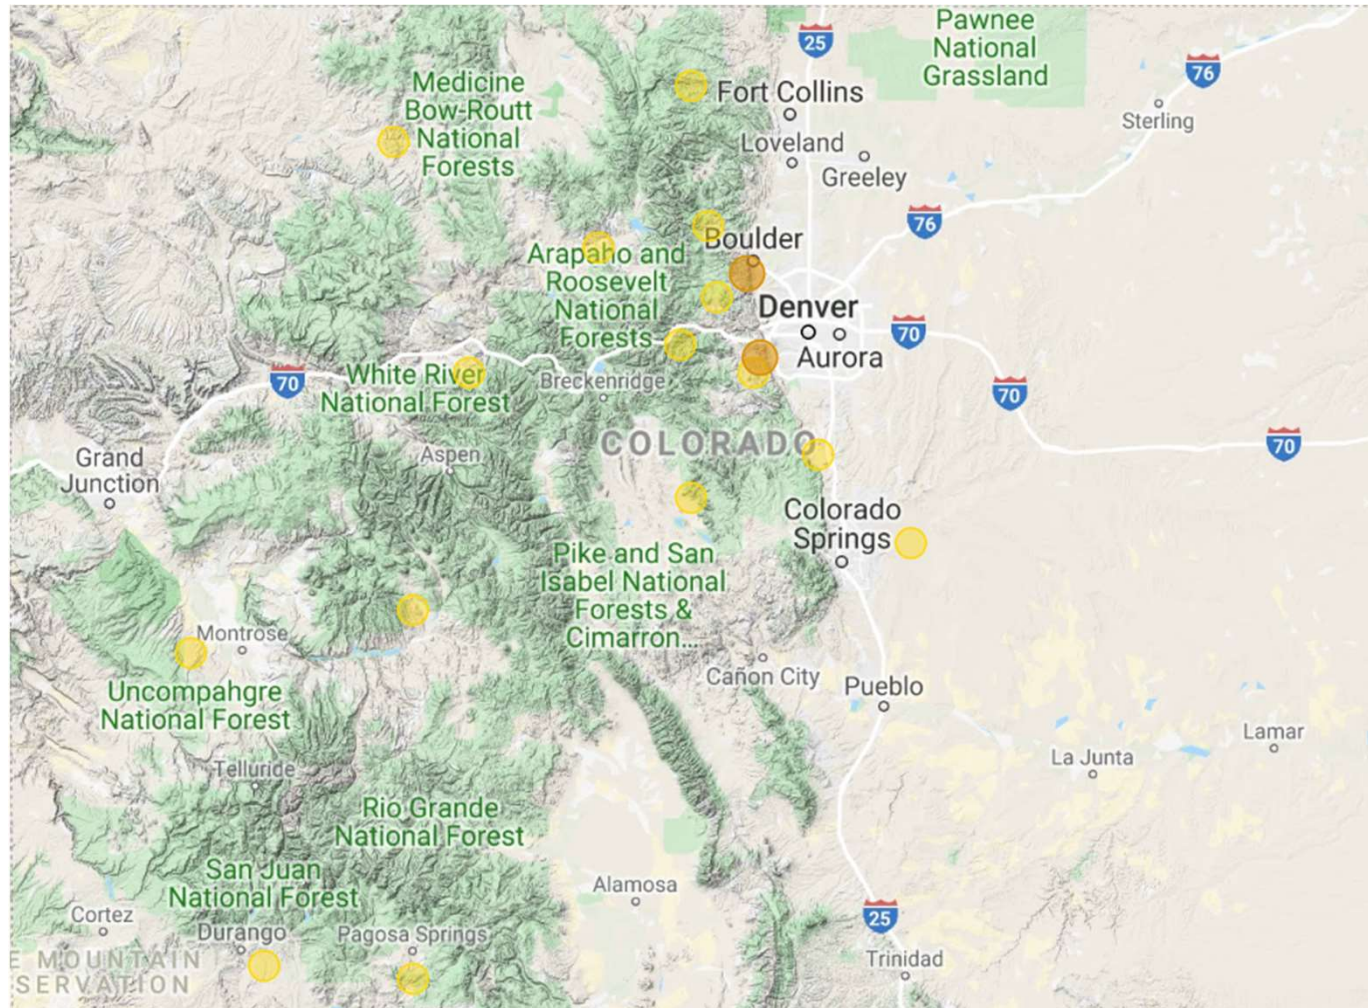 Pawnee
National
Grassland
25
76
Medicine
Bow-Routt
National
Forests
Fort Collins
Sterling
Loveland
Greeley
76
Boulder
Arapaho and
Roosevelt
National
Forests
Denver
70
Aurora
70
White River
National Forest
Breckenridge
70
COLORADO
70
Grand
Junction
Aspen
Colorado
Springs
Pike and San
Isabel National
Forests &
Cimarron...
Montrose
Cañon City
Pueblo
Uncompahgre
National Forest
Lamar
La Junta
Telluride
Rio Grande
National Forest
San Juan
National Forest
Alamosa
Cortez
25
Durango
Pagosa Springs
E MOUNTAIN
SERVATION
Trinidad